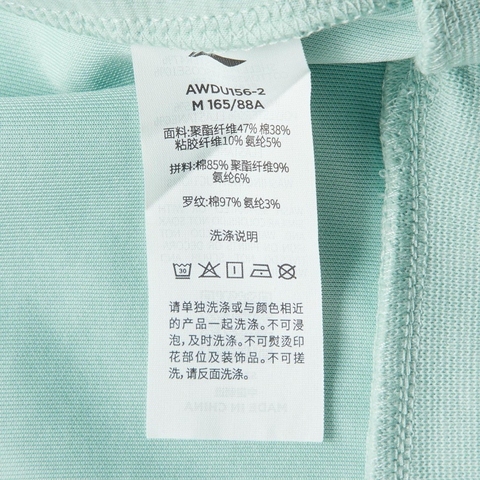 AWDU156-2
M 165/88A
面料:聚酯纤维47% 棉38%
粘胶纤维10% 氨纶5%
拼料:棉85% 聚酯纤维9%
氨纶6%
罗纹:棉97% 氨纶3%
洗涤说明
30
请单独洗涤或与颜色相近
的产品一起洗涤。不可浸
泡,及时洗涤。不可熨烫印
花部位及装饰品。不可搓
洗,请反面洗涤。
MADE IN CHINA